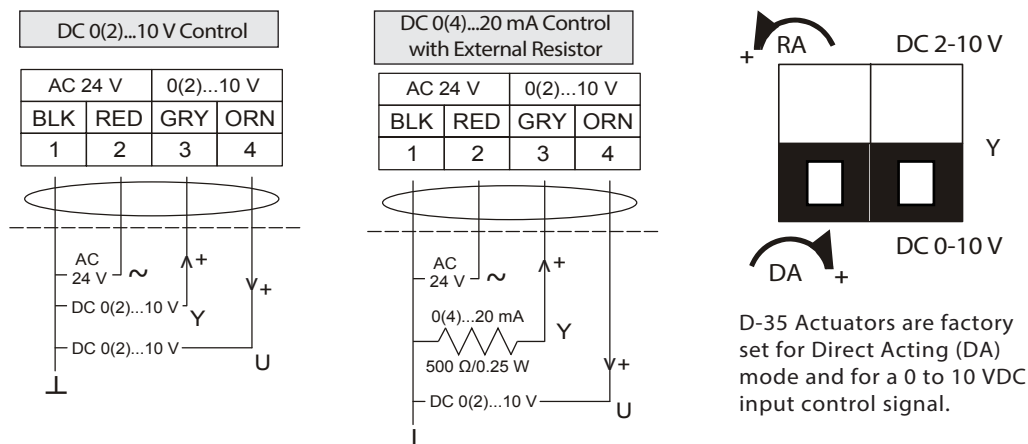 DC 0(2)...10 V Control
AC 24 V 0(2)...10 V
BLK RED GRY ORN
1 2 3 4
AC
24 V ~ + +
DC 0(2)...10 V Y
DC 0(2)...10 V
U
DC 0(4)...20 mA Control
with External Resistor
AC 24 V 0(2)...10 V
BLK RED GRY ORN
1 2 3 4
AC
24 V ~ +
0(4)...20 mA
Y
500 Ω/0.25 W
+
DC 0(2)...10 V
U
+ RA DC 2-10 V
Y
DC 0-10 V
DA +
D-35 Actuators are factory
set for Direct Acting (DA)
mode and for a 0 to 10 VDC
input control signal.